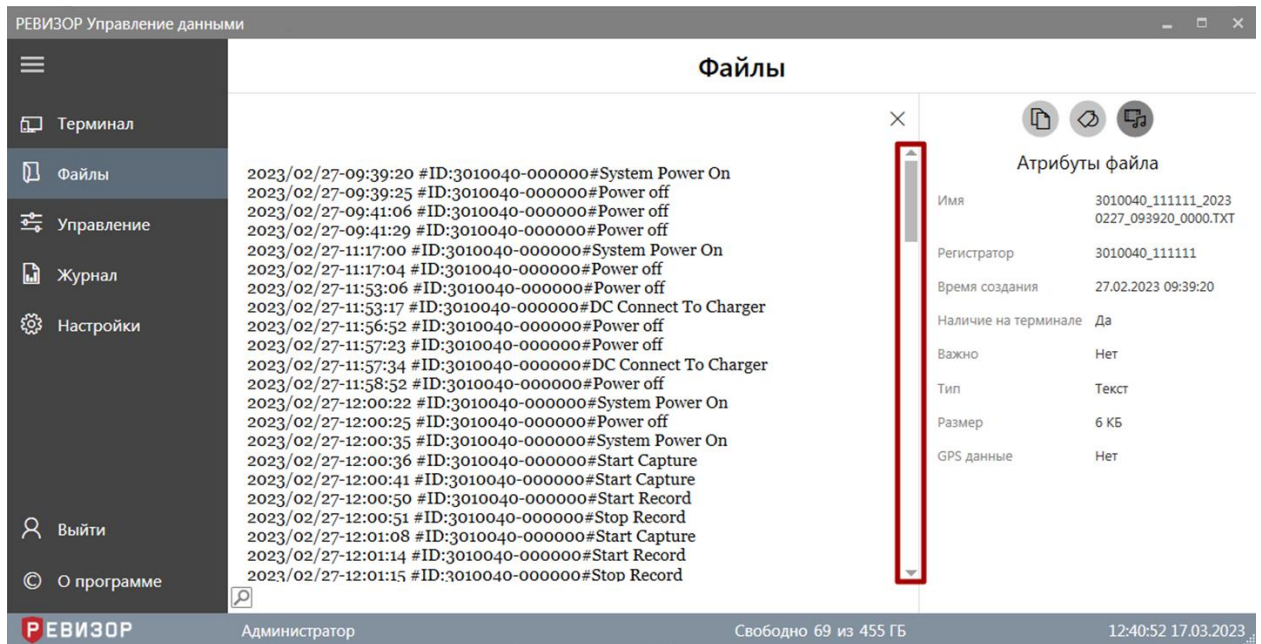 РЕВИЗОР Управление данными
Файлы
Терминал
Файлы
Управление
Журнал
Настройки
Выйти
О программе
2023/02/27-09:39:20 #ID:3010040-000000#System Power On
2023/02/27-09:39:25 #ID:3010040-000000#Power off
2023/02/27-09:41:06 #ID:3010040-000000#Power off
2023/02/27-09:41:29 #ID:3010040-000000#Power off
2023/02/27-11:17:00 #ID:3010040-000000#System Power On
2023/02/27-11:17:04 #ID:3010040-000000#Power off
2023/02/27-11:53:06 #ID:3010040-000000#Power off
2023/02/27-11:53:17 #ID:3010040-000000#DC Connect To Charger
2023/02/27-11:56:52 #ID:3010040-000000#Power off
2023/02/27-11:57:23 #ID:3010040-000000#Power off
2023/02/27-11:57:34 #ID:3010040-000000#DC Connect To Charger
2023/02/27-11:58:52 #ID:3010040-000000#Power off
2023/02/27-12:00:22 #ID:3010040-000000#System Power On
2023/02/27-12:00:25 #ID:3010040-000000#Power off
2023/02/27-12:00:35 #ID:3010040-000000#System Power On
2023/02/27-12:00:36 #ID:3010040-000000#Start Capture
2023/02/27-12:00:41 #ID:3010040-000000#Start Capture
2023/02/27-12:00:50 #ID:3010040-000000#Start Record
2023/02/27-12:00:51 #ID:3010040-000000#Stop Record
2023/02/27-12:01:08 #ID:3010040-000000#Start Capture
2023/02/27-12:01:14 #ID:3010040-000000#Start Record
2023/02/27-12:01:15 #ID:3010040-000000#Stop Record
Атрибуты файла
Имя 3010040_111111_2023
0227_093920_0000.TXT
Регистратор 3010040_111111
Время создания 27.02.2023 09:39:20
Наличие на терминале Да
Важно Нет
Тип Текст
Размер 6 КБ
GPS данные Нет
РЕВИЗОР Администратор Свободно 69 из 455 ГБ 12:40:52 17.03.2023